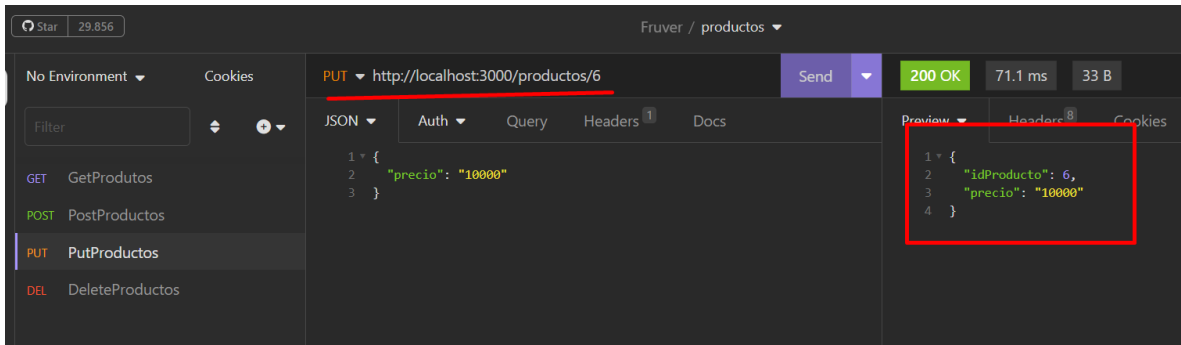 Star 29.856
Fruver / productos
No Environment
Cookies
PUT http://localhost:3000/productos/6
Send
200 OK
71.1 ms
33 B
Filter
JSON
Auth
Query
Headers 1
Docs
Preview
Headers 8
Cookies
GET GetProdutos
POST PostProductos
PUT PutProductos
DEL DeleteProductos
1 {
2 "precio": "10000"
3 }
1 {
2 "idProducto": 6,
3 "precio": "10000"
4 }